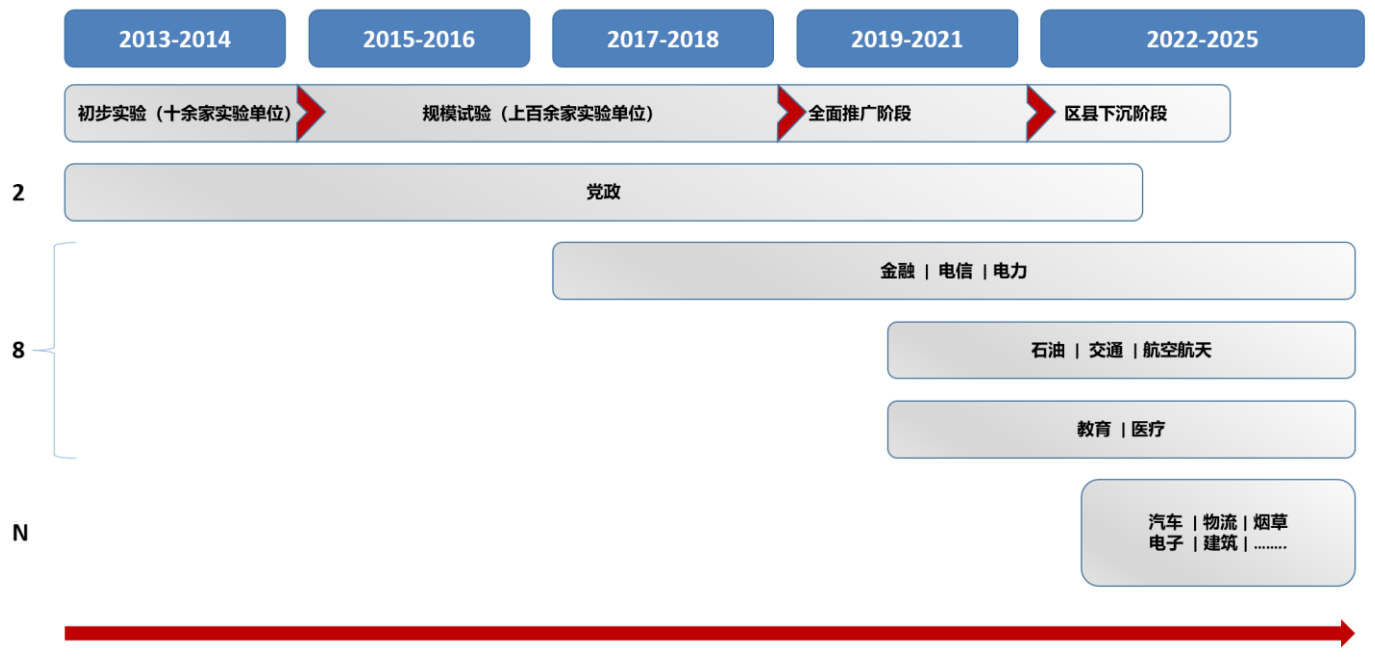 2013-2014
2015-2016
2017-2018
2019-2021
2022-2025
初步实验（十余家实验单位）
规模试验（上百余家实验单位）
全面推广阶段
区县下沉阶段
2
党政
金融 | 电信 | 电力
8
石油 | 交通 | 航空航天
教育 | 医疗
N
汽车 | 物流 | 烟草
电子 | 建筑 | ........